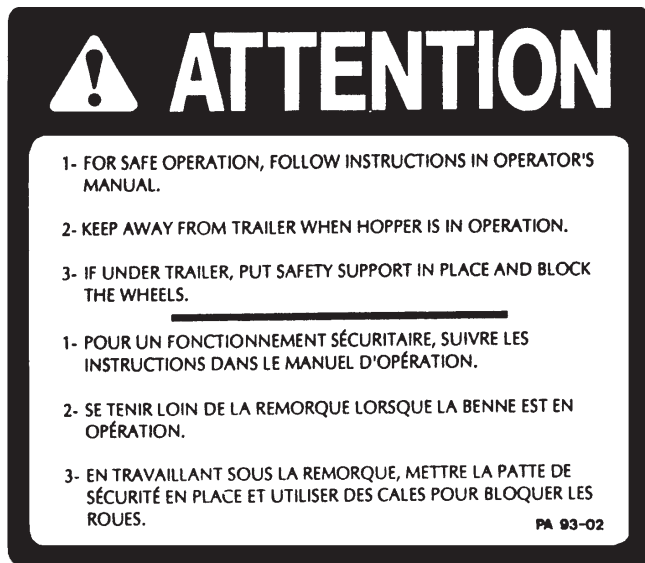 ATTENTION
1- FOR SAFE OPERATION, FOLLOW INSTRUCTIONS IN OPERATOR'S
MANUAL.
2- KEEP AWAY FROM TRAILER WHEN HOPPER IS IN OPERATION.
3- IF UNDER TRAILER, PUT SAFETY SUPPORT IN PLACE AND BLOCK
THE WHEELS.
1- POUR UN FONCTIONNEMENT SÉCURITAIRE, SUIVRE LES
INSTRUCTIONS DANS LE MANUEL D'OPÉRATION.
2- SE TENIR LOIN DE LA REMORQUE LORSQUE LA BENNE EST EN
OPÉRATION.
3- EN TRAVAILLANT SOUS LA REMORQUE, METTRE LA PATTE DE
SÉCURITÉ EN PLACE ET UTILISER DES CALES POUR BLOQUER LES
ROUES.
PA 93-02